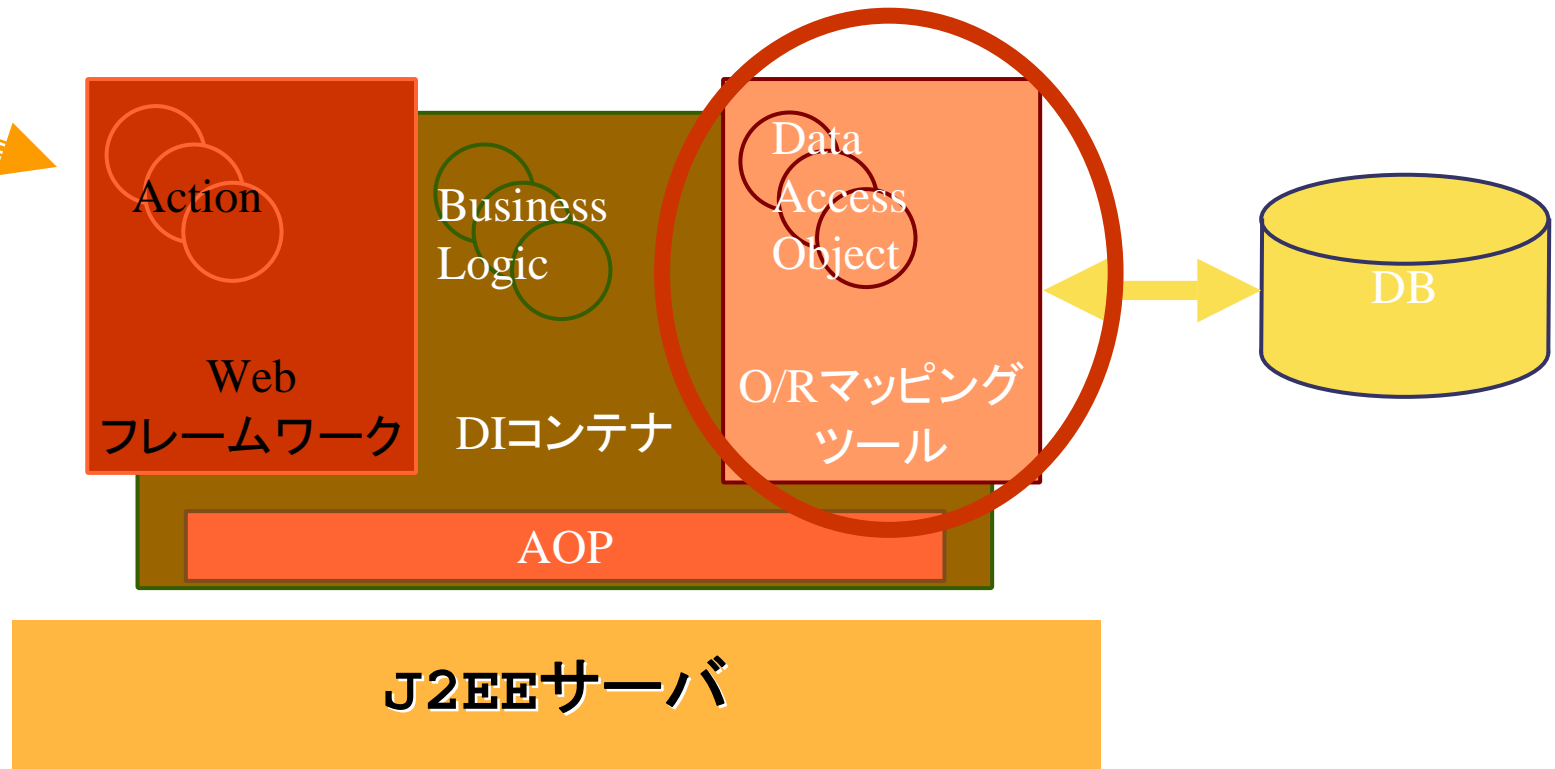 Action
Web
フレームワーク
Business
Logic
DIコンテナ
Data
Access
Object
O/Rマッピング
ツール
DB
AOP
J2EEサーバ